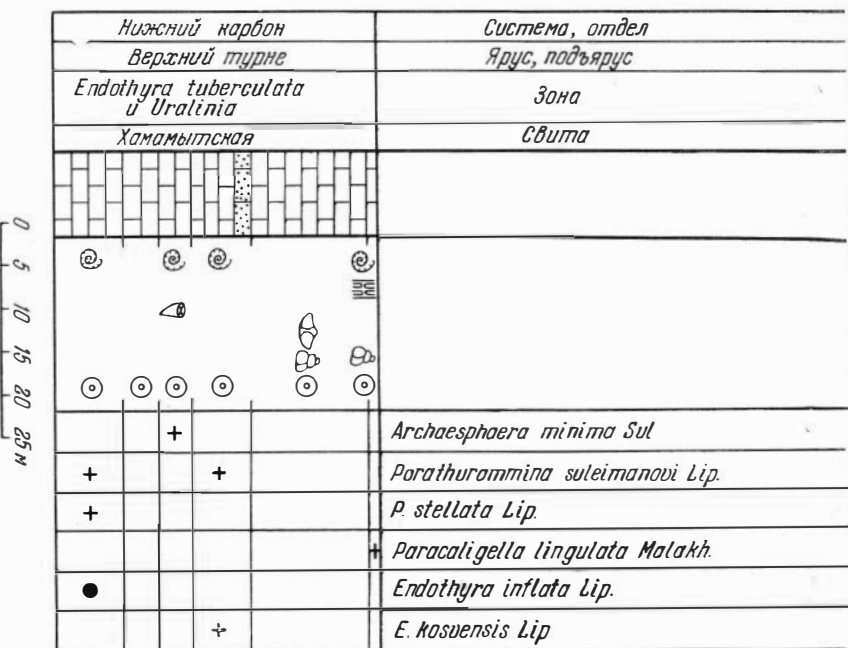 Нижний карбон
Система, отдел
Верхний турне
Ярус, подъярус
Endothyra tuberculata
и Uralinia
Зона
Хамамытская
Свита
0
5
10
15
20
25 м
Archaesphaera minima Sul
Parathurammina suleimanovi Lip.
P. stellata Lip.
Paracaligella lingulata Malakh.
Endothyra inflata Lip.
E. kosvensis Lip